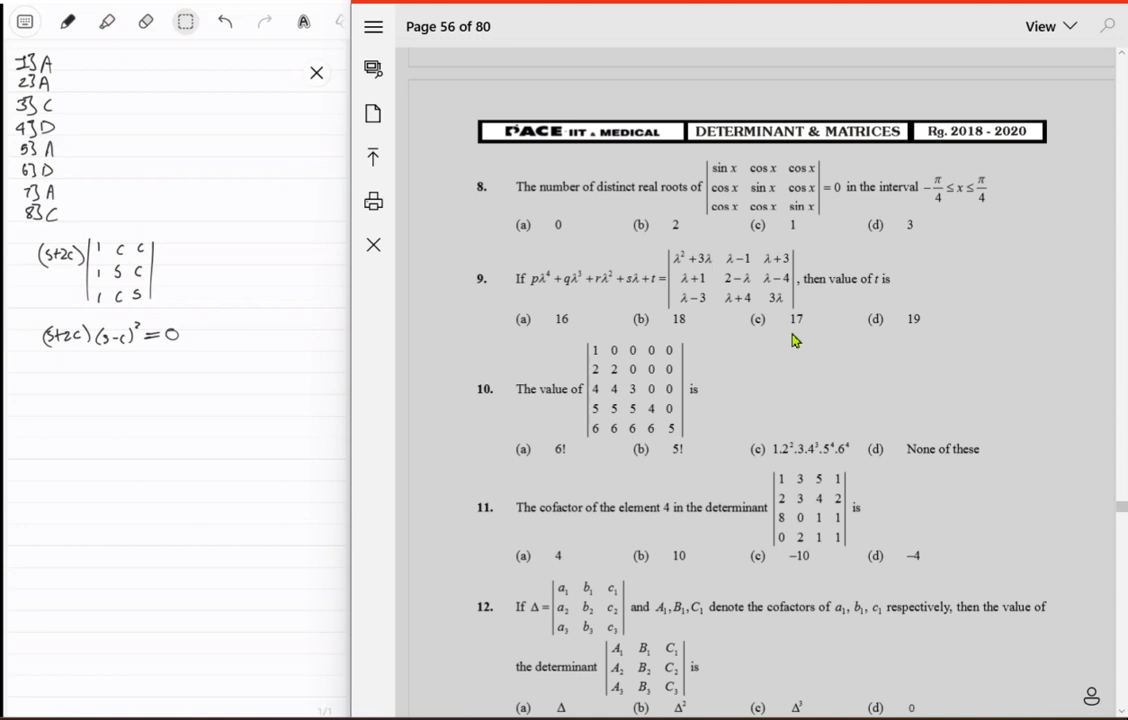 Page 56 of 80
View
1} A
2} A
3} C
4} D
5} A
6} D
7} A
8} C
(s+2c) | 1 c c |
| 1 s c |
| 1 c s |
(s+2c)(s-c)² = 0
1/1
PACE IIT & MEDICAL DETERMINANT & MATRICES Rg. 2018 - 2020
8. The number of distinct real roots of | sin x cos x cos x | cos x sin x cos x | cos x cos x sin x | = 0 in the interval -π/4 ≤ x ≤ π/4
(a) 0 (b) 2 (c) 1 (d) 3
9. If pλ⁴ + qλ³ + rλ² + sλ + t = | λ² + 3λ λ − 1 λ + 3 | λ + 1 2 − λ λ − 4 | λ − 3 λ + 4 3λ |, then value of t is
(a) 16 (b) 18 (c) 17 (d) 19
10. The value of | 1 0 0 0 0 | 2 2 0 0 0 | 4 4 3 0 0 | 5 5 5 4 0 | 6 6 6 6 5 | is
(a) 6! (b) 5! (c) 1.2².3.4³.5⁴.6⁴ (d) None of these
11. The cofactor of the element 4 in the determinant | 1 3 5 1 | 2 3 4 2 | 8 0 1 1 | 0 2 1 1 | is
(a) 4 (b) 10 (c) −10 (d) −4
12. If Δ = | a₁ b₁ c₁ | a₂ b₂ c₂ | a₃ b₃ c₃ | and A₁, B₁, C₁ denote the cofactors of a₁, b₁, c₁ respectively, then the value of
the determinant | A₁ B₁ C₁ | A₂ B₂ C₂ | A₃ B₃ C₃ | is
(a) Δ (b) Δ² (c) Δ³ (d) 0